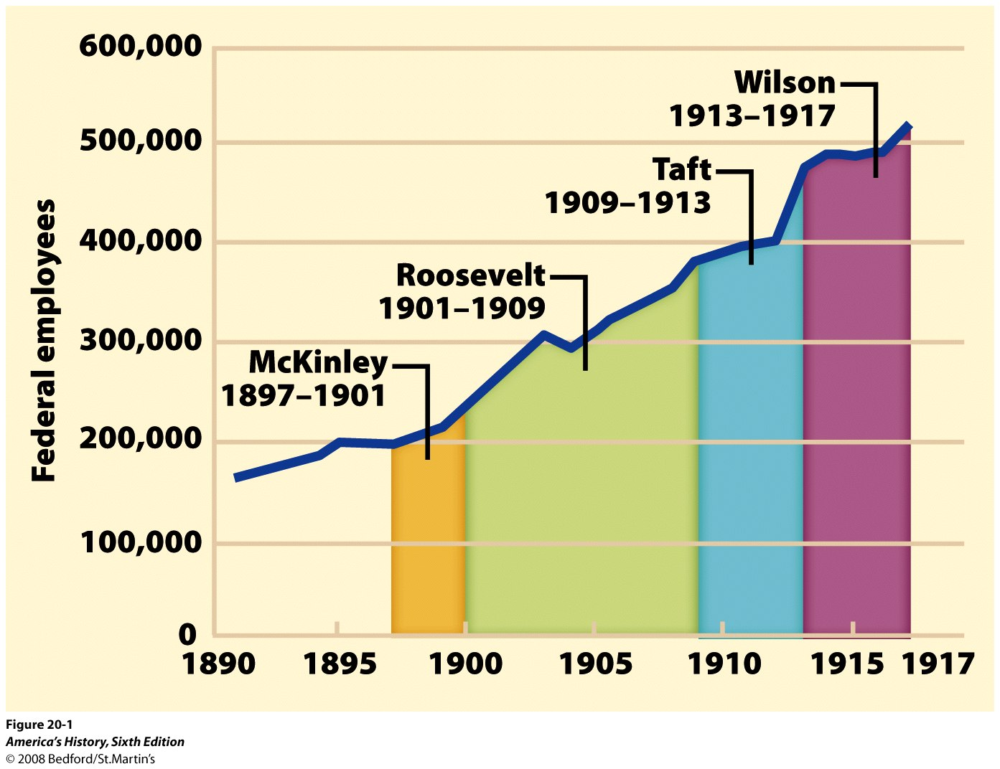 600,000
Wilson
1913–1917
500,000
Taft
1909–1913
400,000
Roosevelt
1901–1909
300,000
McKinley
1897–1901
200,000
100,000
0
Federal employees
1890 1895 1900 1905 1910 1915 1917
Figure 20-1
America's History, Sixth Edition
© 2008 Bedford/St.Martin's